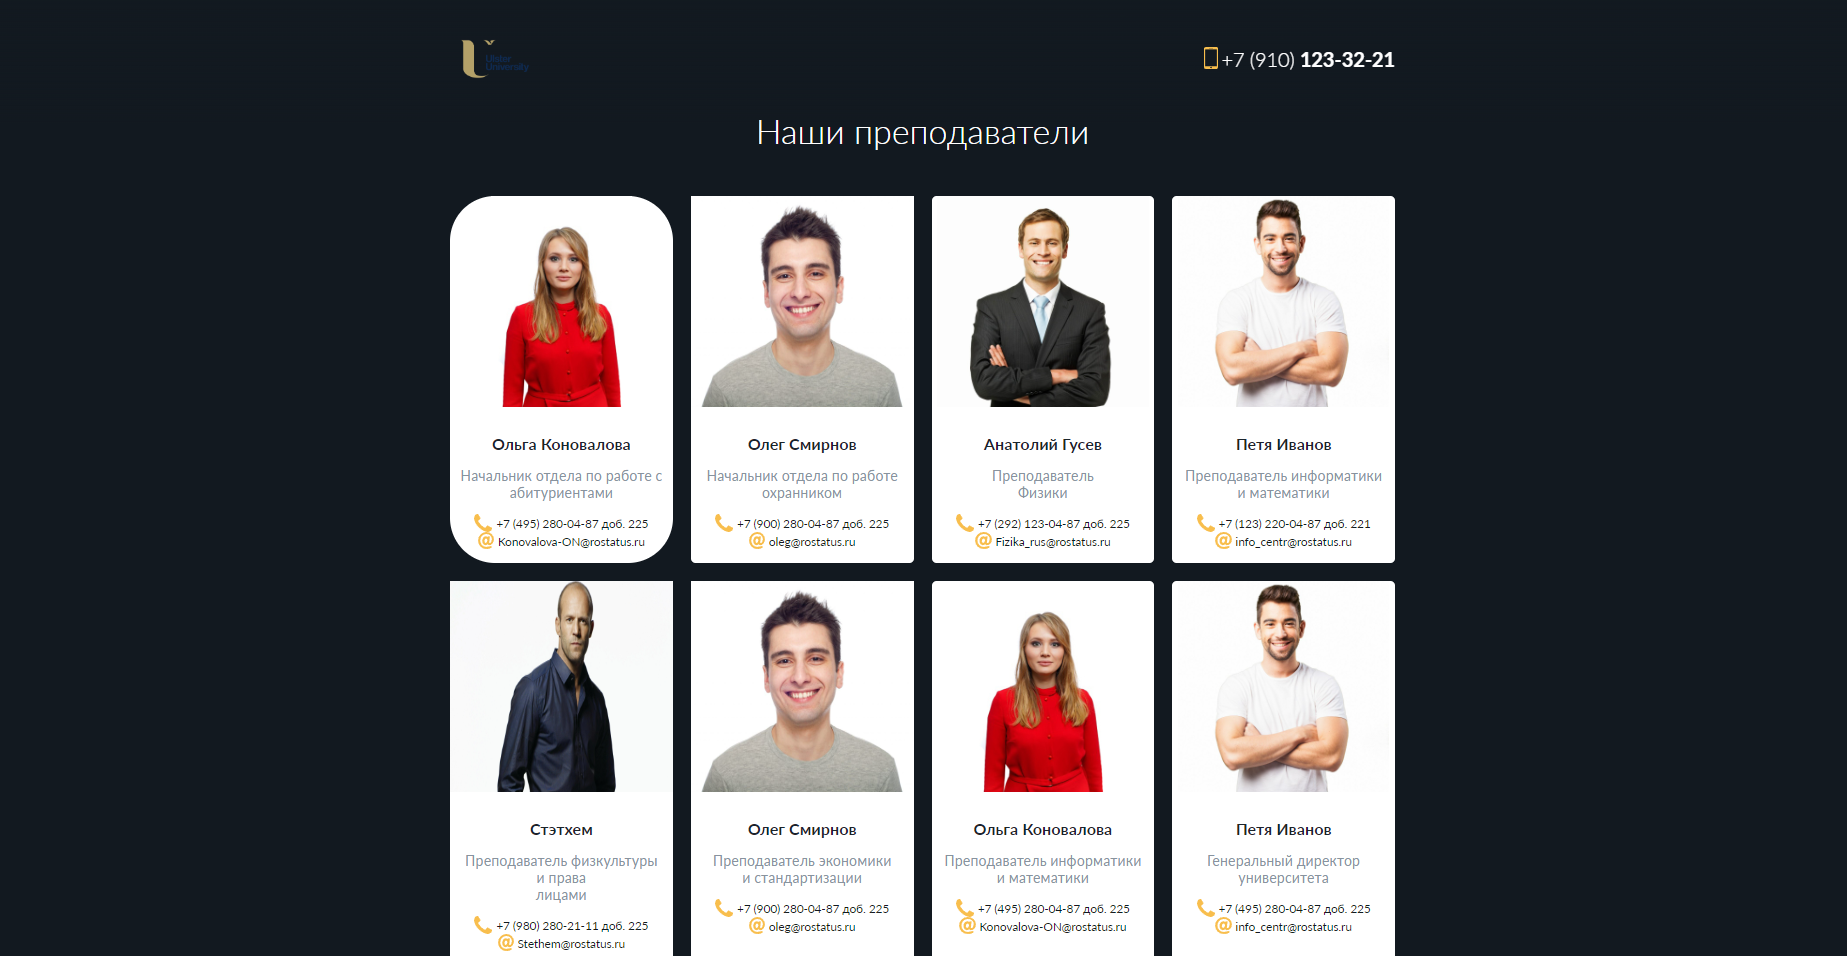 Unter
University
+7 (910) 123-32-21
Наши преподаватели
Ольга Коновалова
Начальник отдела по работе с
абитуриентами
+7 (495) 280-04-87 доб. 225
@ Konovalova-ON@rostatus.ru
Олег Смирнов
Начальник отдела по работе
охранником
+7 (900) 280-04-87 доб. 225
@ oleg@rostatus.ru
Анатолий Гусев
Преподаватель
Физики
+7 (292) 123-04-87 доб. 225
@ Fizika_rus@rostatus.ru
Петя Иванов
Преподаватель информатики
и математики
+7 (123) 220-04-87 доб. 221
@ info_centr@rostatus.ru
Стэтхем
Преподаватель физкультуры
и права
лицами
+7 (980) 280-21-11 доб. 225
@ Stethem@rostatus.ru
Олег Смирнов
Преподаватель экономики
и стандартизации
+7 (900) 280-04-87 доб. 225
@ oleg@rostatus.ru
Ольга Коновалова
Преподаватель информатики
и математики
+7 (495) 280-04-87 доб. 225
@ Konovalova-ON@rostatus.ru
Петя Иванов
Генеральный директор
университета
+7 (495) 280-04-87 доб. 225
@ info_centr@rostatus.ru